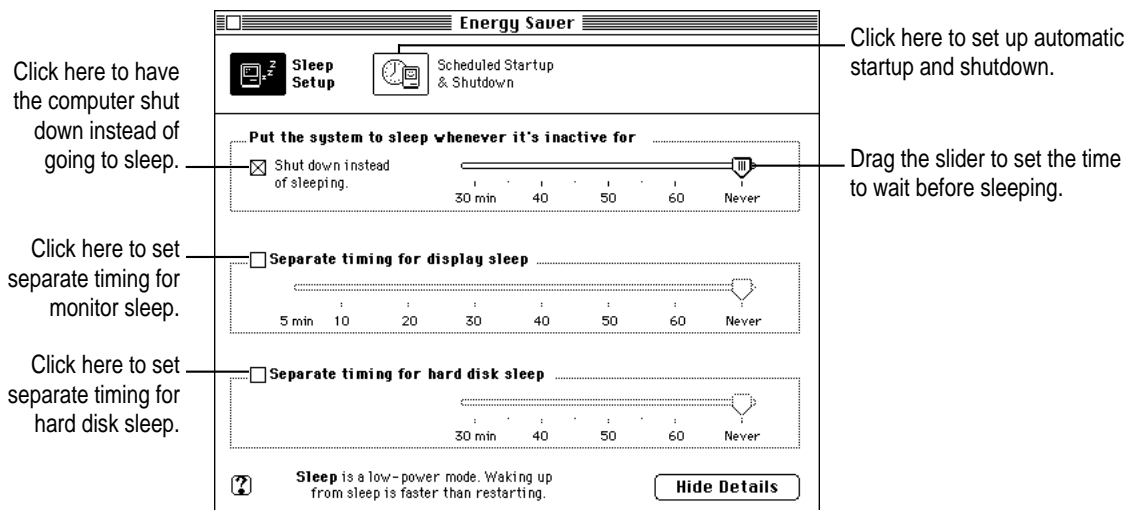 Energy Saver
Click here to set up automatic
startup and shutdown.
Sleep
Setup
Scheduled Startup
& Shutdown
Click here to have
the computer shut
down instead of
going to sleep.
Put the system to sleep whenever it's inactive for
Shut down instead
of sleeping.
30 min 40 50 60 Never
Drag the slider to set the time
to wait before sleeping.
Click here to set
separate timing for
monitor sleep.
Separate timing for display sleep
5 min 10 20 30 40 50 60 Never
Click here to set
separate timing for
hard disk sleep.
Separate timing for hard disk sleep
30 min 40 50 60 Never
?
Sleep is a low-power mode. Waking up
from sleep is faster than restarting.
Hide Details